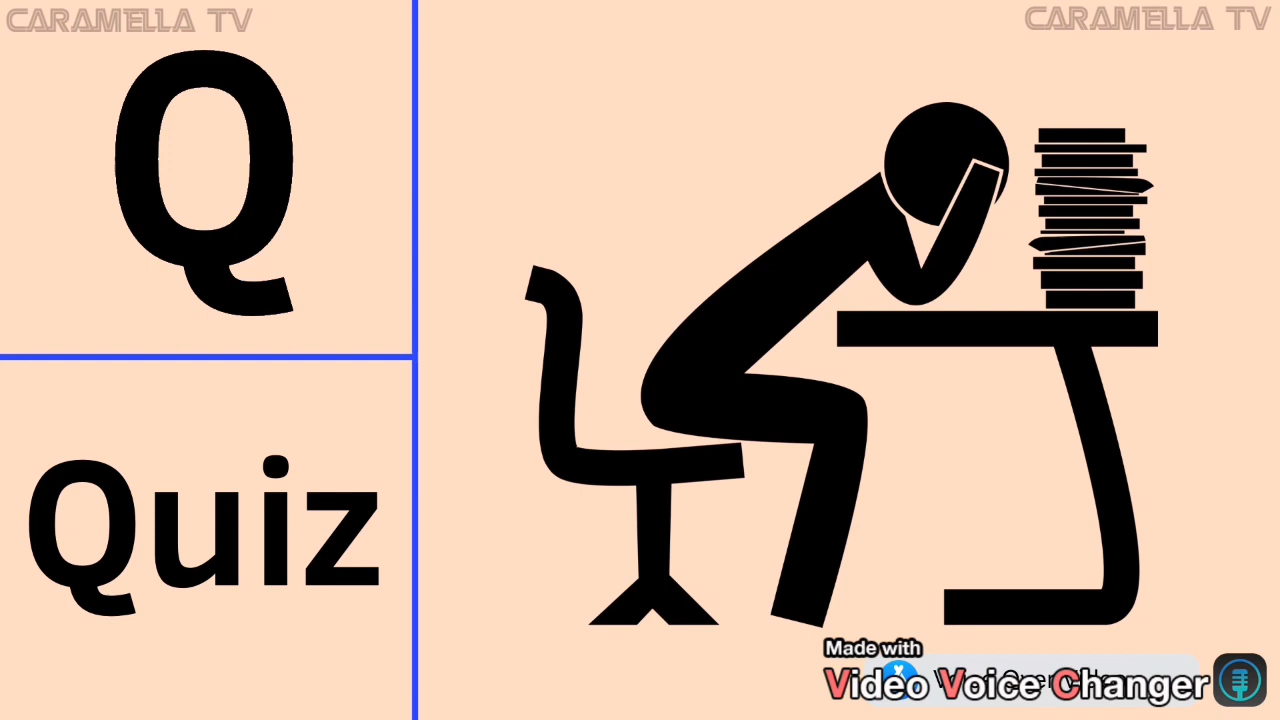 CARAMELLA TV
CARAMELLA TV
Q
Quiz
Made with
Video Voice Changer